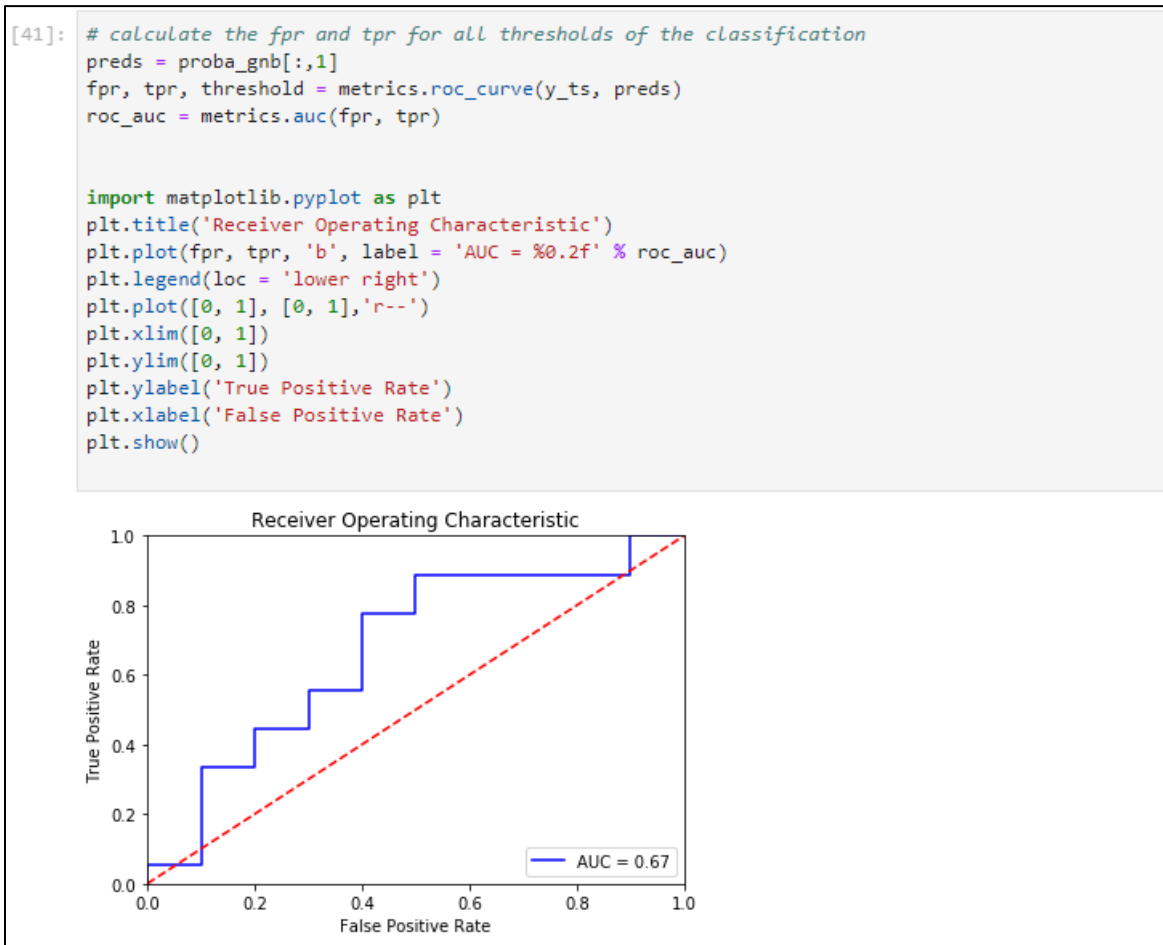 [41]: # calculate the fpr and tpr for all thresholds of the classification
preds = proba_gnb[:,1]
fpr, tpr, threshold = metrics.roc_curve(y_ts, preds)
roc_auc = metrics.auc(fpr, tpr)
import matplotlib.pyplot as plt
plt.title('Receiver Operating Characteristic')
plt.plot(fpr, tpr, 'b', label = 'AUC = %0.2f' % roc_auc)
plt.legend(loc = 'lower right')
plt.plot([0, 1], [0, 1],'r--')
plt.xlim([0, 1])
plt.ylim([0, 1])
plt.ylabel('True Positive Rate')
plt.xlabel('False Positive Rate')
plt.show()
Receiver Operating Characteristic
1.0
0.8
0.6
0.4
0.2
0.0
True Positive Rate
AUC = 0.67
0.0 0.2 0.4 0.6 0.8 1.0
False Positive Rate